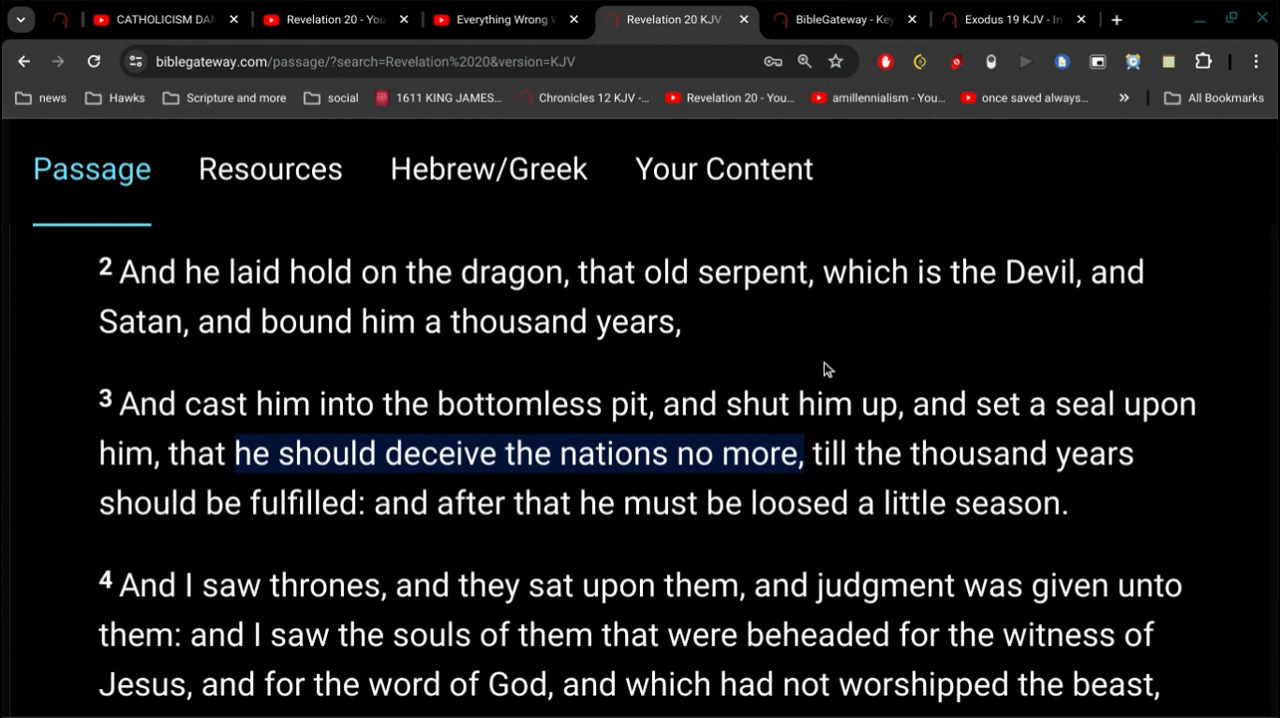 CATHOLICISM DAN
Revelation 20 - You
Everything Wrong W
Revelation 20 KJV
BibleGateway - Key
Exodus 19 KJV - In
biblegateway.com/passage/?search=Revelation%2020&version=KJV
news
Hawks
Scripture and more
social
1611 KING JAMES...
Chronicles 12 KJV -...
Revelation 20 - You...
amillennialism - You...
once saved always...
All Bookmarks
Passage
Resources
Hebrew/Greek
Your Content
2 And he laid hold on the dragon, that old serpent, which is the Devil, and
Satan, and bound him a thousand years,
3 And cast him into the bottomless pit, and shut him up, and set a seal upon
him, that he should deceive the nations no more, till the thousand years
should be fulfilled: and after that he must be loosed a little season.
4 And I saw thrones, and they sat upon them, and judgment was given unto
them: and I saw the souls of them that were beheaded for the witness of
Jesus, and for the word of God, and which had not worshipped the beast,